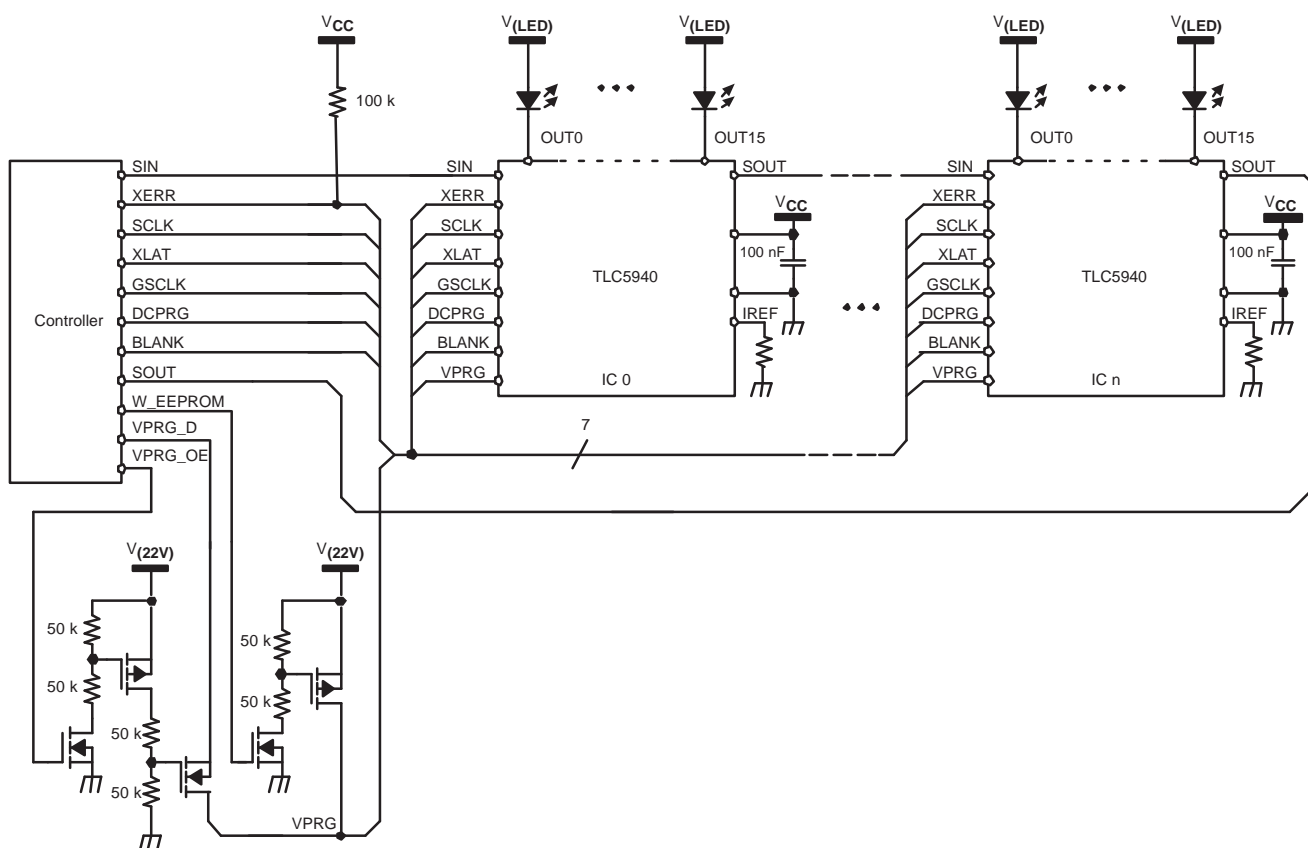 VCC
V(LED)
V(LED)
V(LED)
V(LED)
100 k
OUT0
OUT15
OUT0
OUT15
SIN
SIN
SOUT
SIN
SOUT
XERR
XERR
VCC
XERR
VCC
SCLK
SCLK
SCLK
XLAT
XLAT
100 nF
XLAT
100 nF
TLC5940
TLC5940
GSCLK
GSCLK
GSCLK
Controller
DCPRG
DCPRG
IREF
DCPRG
IREF
BLANK
BLANK
BLANK
SOUT
VPRG
IC 0
VPRG
IC n
W_EEPROM
VPRG_D
7
VPRG_OE
V(22V)
V(22V)
50 k
50 k
50 k
50 k
50 k
50 k
VPRG